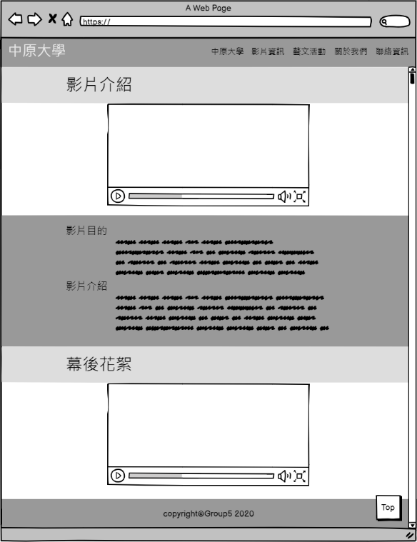 A Web Page
https://
中原大學
中原大學 影片資訊 藝文活動 關於我們 聯絡資訊
影片介紹
影片目的
影片介紹
幕後花絮
Top
copyright@Group5 2020